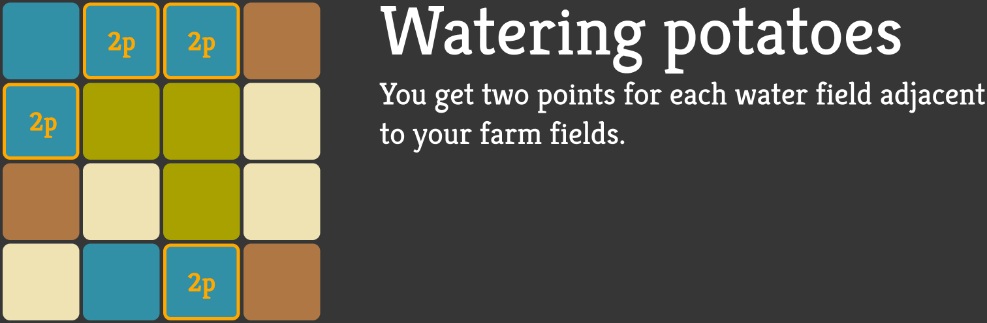 2p 2p
2p
2p
Watering potatoes
You get two points for each water field adjacent
to your farm fields.